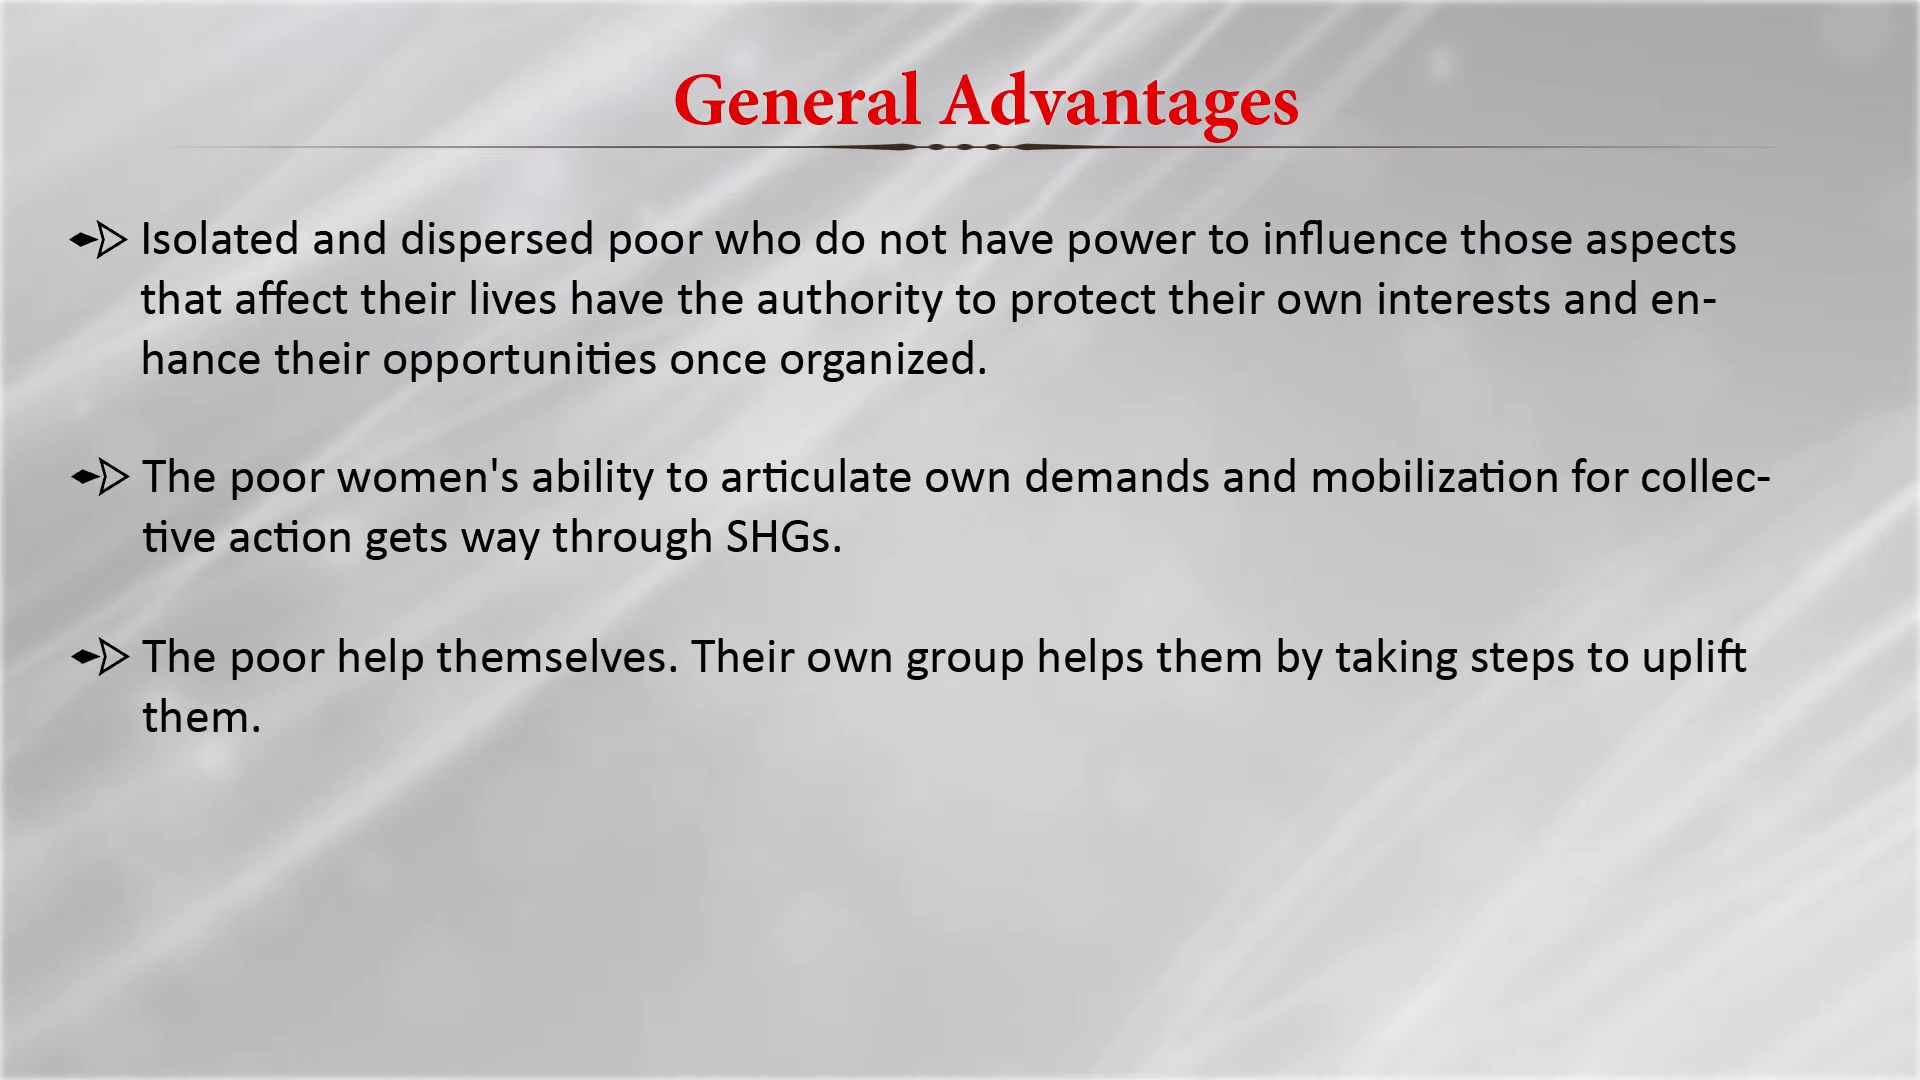 General Advantages
Isolated and dispersed poor who do not have power to influence those aspects
that affect their lives have the authority to protect their own interests and en-
hance their opportunities once organized.
The poor women's ability to articulate own demands and mobilization for collec-
tive action gets way through SHGs.
The poor help themselves. Their own group helps them by taking steps to uplift
them.